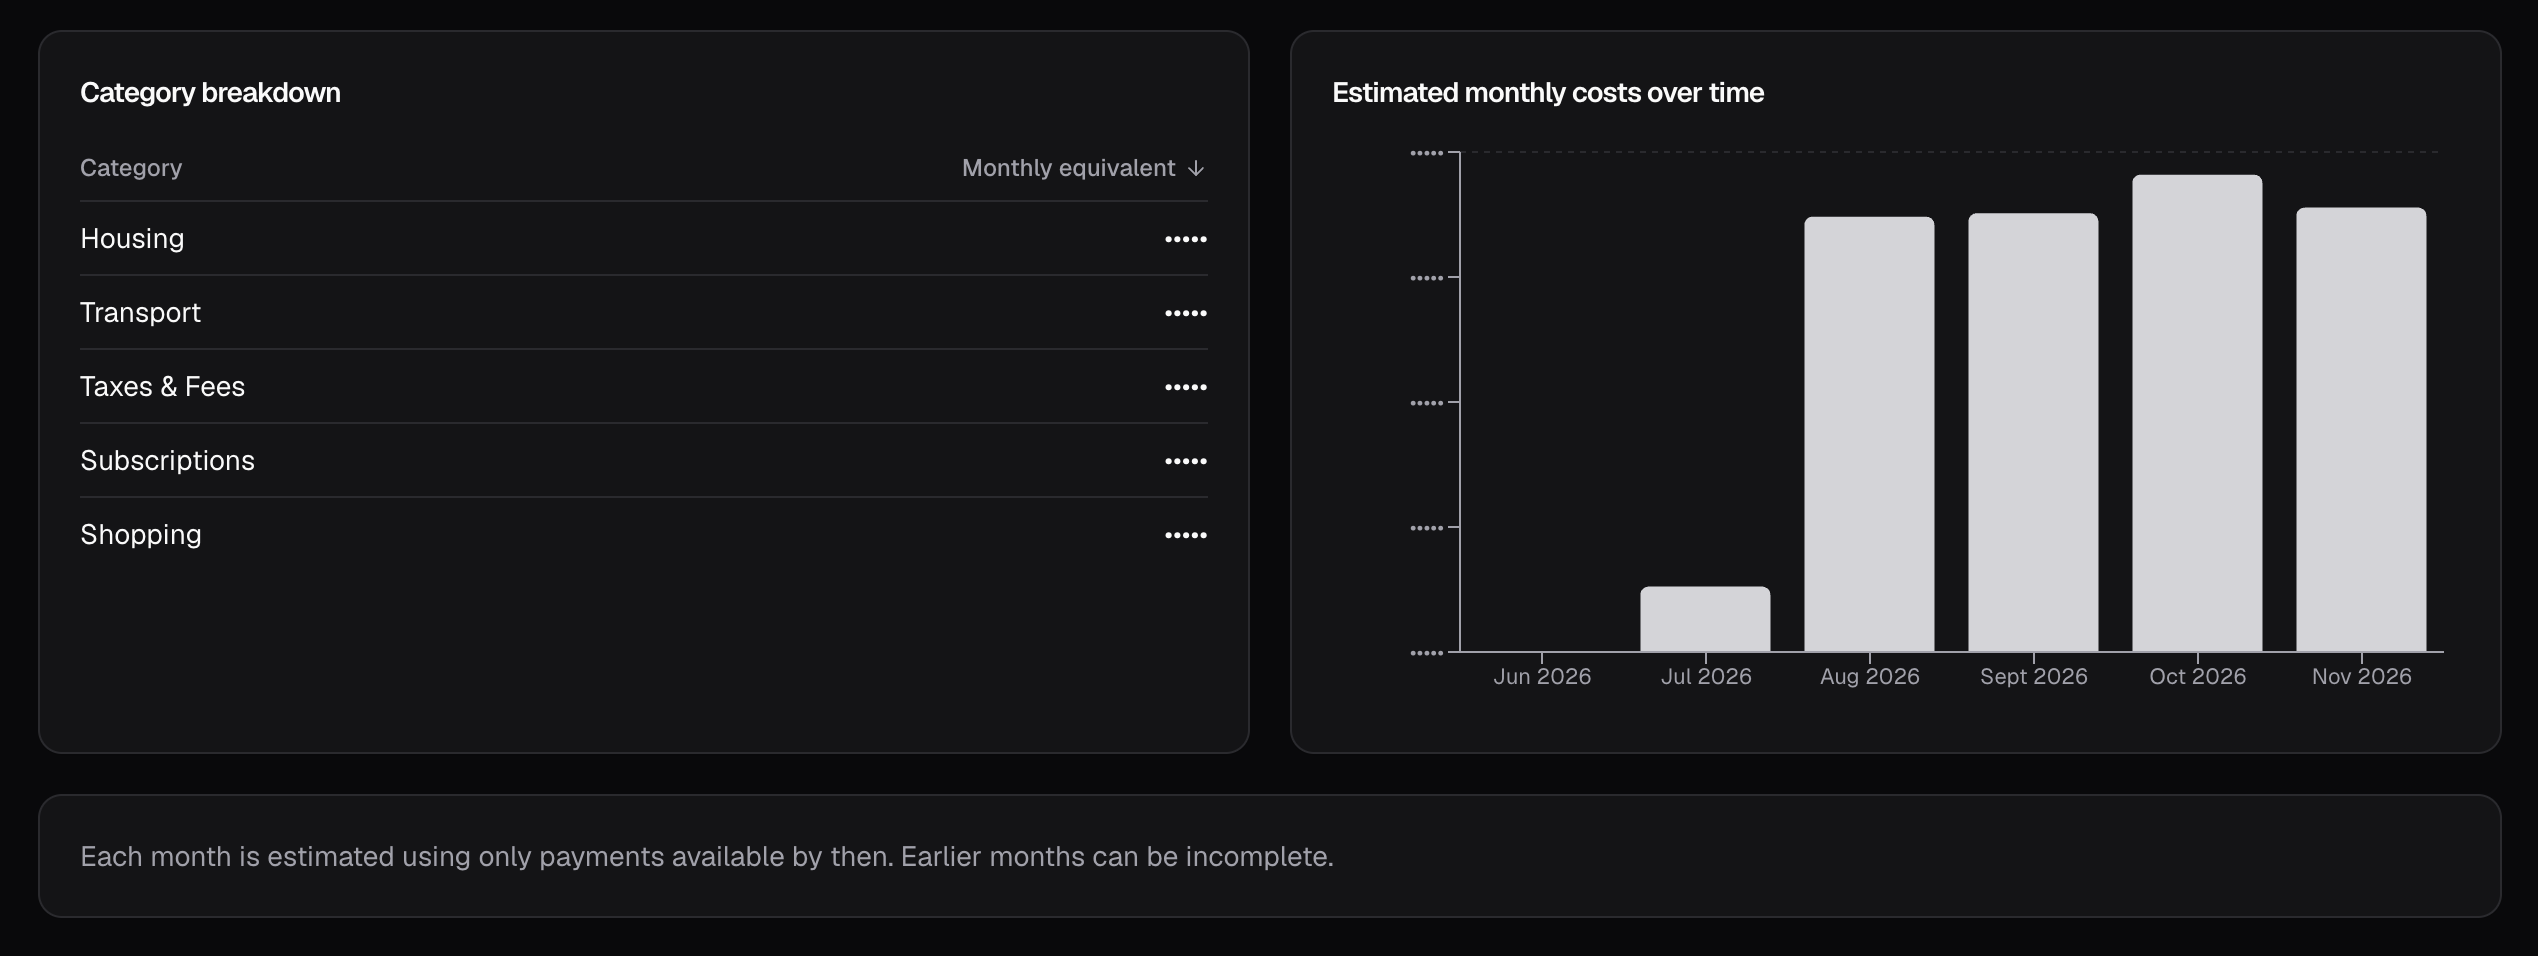 Category breakdown
Category Monthly equivalent ↓
Housing •••••
Transport •••••
Taxes & Fees •••••
Subscriptions •••••
Shopping •••••
Estimated monthly costs over time
•••••
•••••
•••••
•••••
•••••
Jun 2026 Jul 2026 Aug 2026 Sept 2026 Oct 2026 Nov 2026
Each month is estimated using only payments available by then. Earlier months can be incomplete.